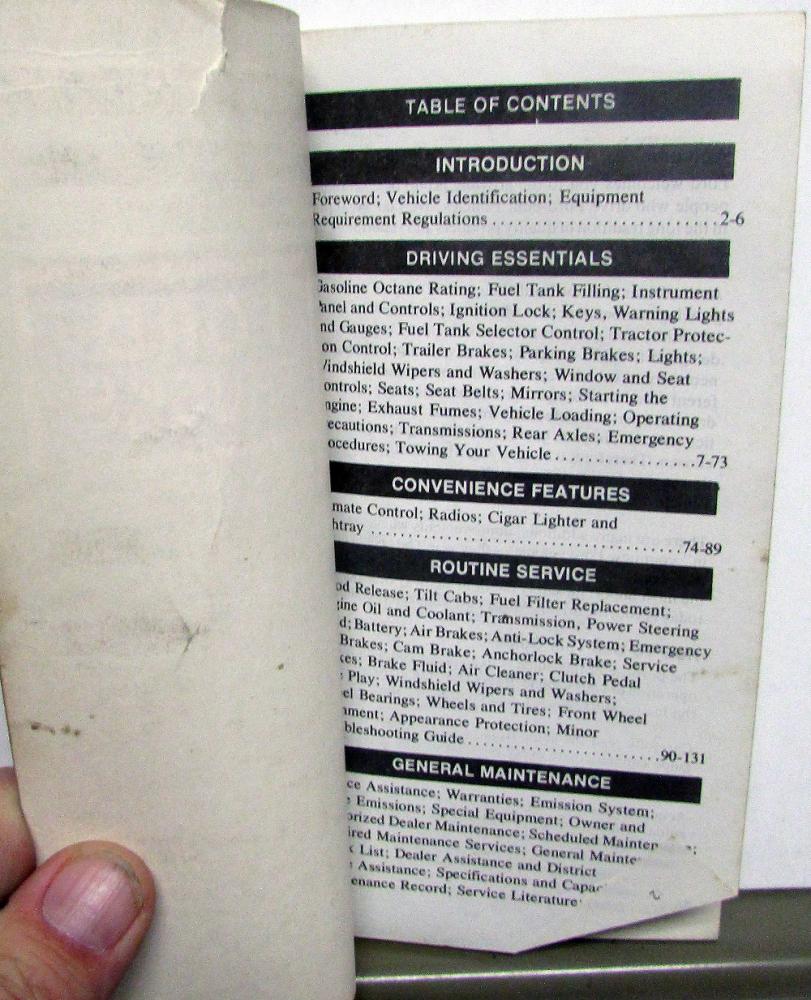 TABLE OF CONTENTS
INTRODUCTION
Foreword; Vehicle Identification; Equipment
Requirement Regulations ........................2-6
DRIVING ESSENTIALS
Gasoline Octane Rating; Fuel Tank Filling; Instrument
Panel and Controls; Ignition Lock; Keys, Warning Lights
nd Gauges; Fuel Tank Selector Control; Tractor Protec-
on Control; Trailer Brakes; Parking Brakes; Lights;
Windshield Wipers and Washers; Window and Seat
ontrols; Seats; Seat Belts; Mirrors; Starting the
ngine; Exhaust Fumes; Vehicle Loading; Operating
ecautions; Transmissions; Rear Axles; Emergency
ocedures; Towing Your Vehicle .................7-73
CONVENIENCE FEATURES
mate Control; Radios; Cigar Lighter and
htray .....................................74-89
ROUTINE SERVICE
od Release; Tilt Cabs; Fuel Filter Replacement;
gine Oil and Coolant; Transmission, Power Steering
d; Battery; Air Brakes; Anti-Lock System; Emergency
Brakes; Cam Brake; Anchorlock Brake; Service
kes; Brake Fluid; Air Cleaner; Clutch Pedal
Play; Windshield Wipers and Washers;
el Bearings; Wheels and Tires; Front Wheel
nment; Appearance Protection; Minor
bleshooting Guide .......................90-131
GENERAL MAINTENANCE
ce Assistance; Warranties; Emission System;
Emissions; Special Equipment; Owner and
orized Dealer Maintenance; Scheduled Mainten
ired Maintenance Services; General Mainte
k List; Dealer Assistance and District
Assistance; Specifications and Capac
enance Record; Service Literature